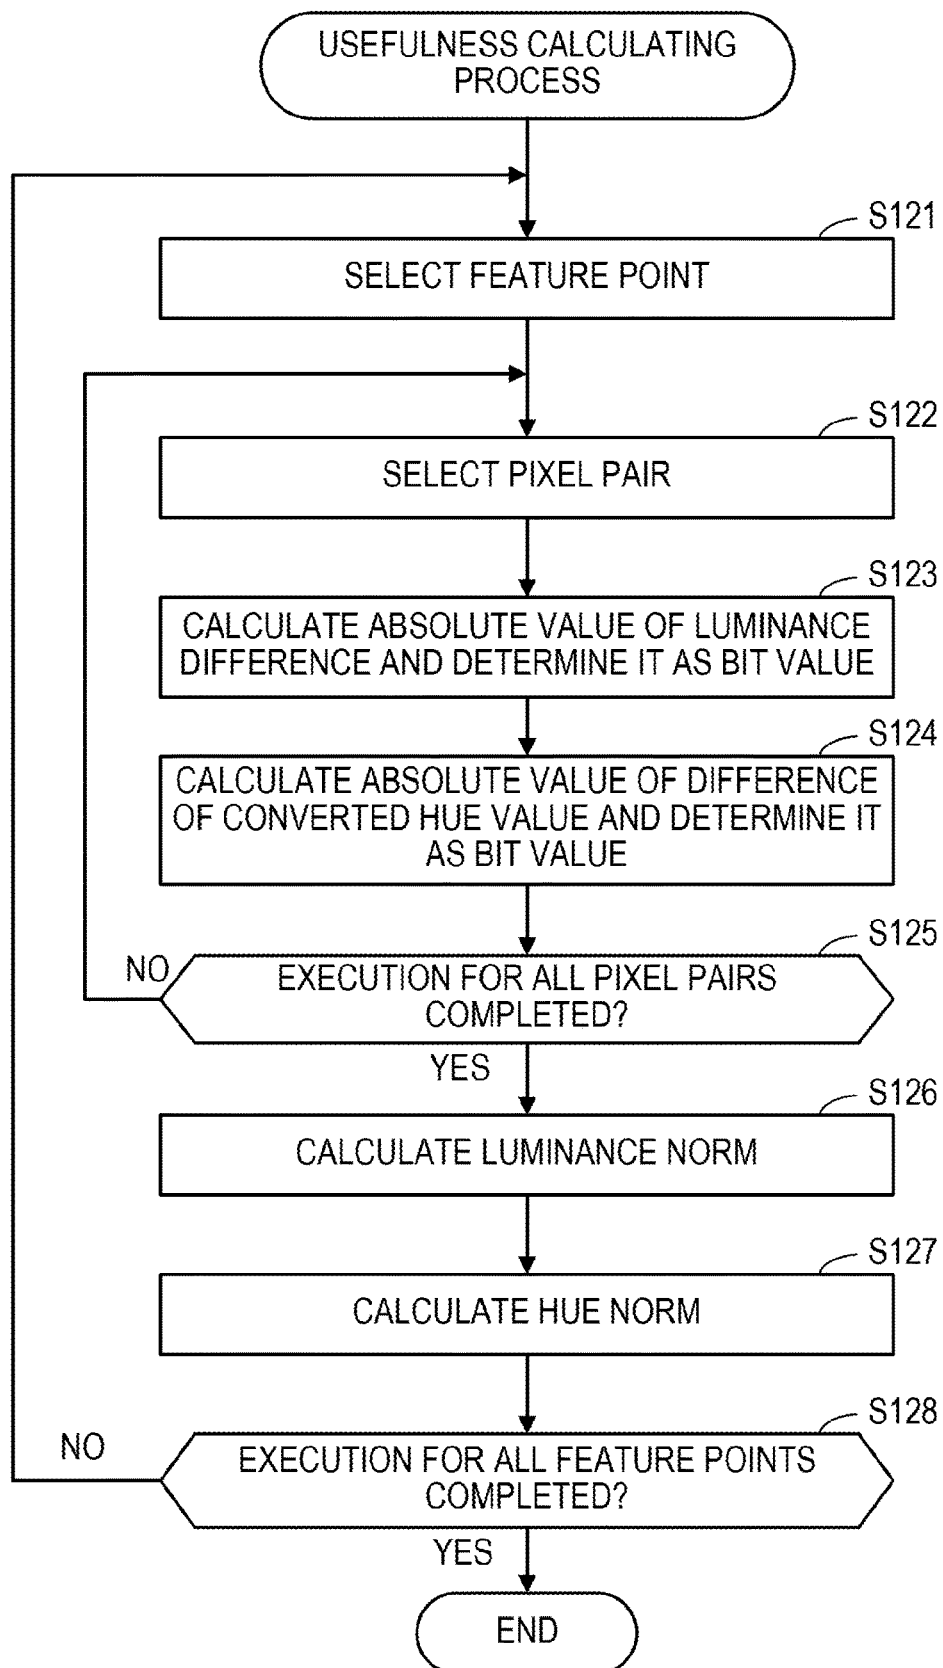 USEFULNESS CALCULATING
PROCESS
S121
SELECT FEATURE POINT
S122
SELECT PIXEL PAIR
S123
CALCULATE ABSOLUTE VALUE OF LUMINANCE
DIFFERENCE AND DETERMINE IT AS BIT VALUE
S124
CALCULATE ABSOLUTE VALUE OF DIFFERENCE
OF CONVERTED HUE VALUE AND DETERMINE IT
AS BIT VALUE
S125
NO
EXECUTION FOR ALL PIXEL PAIRS
COMPLETED?
YES
S126
CALCULATE LUMINANCE NORM
S127
CALCULATE HUE NORM
S128
NO
EXECUTION FOR ALL FEATURE POINTS
COMPLETED?
YES
END